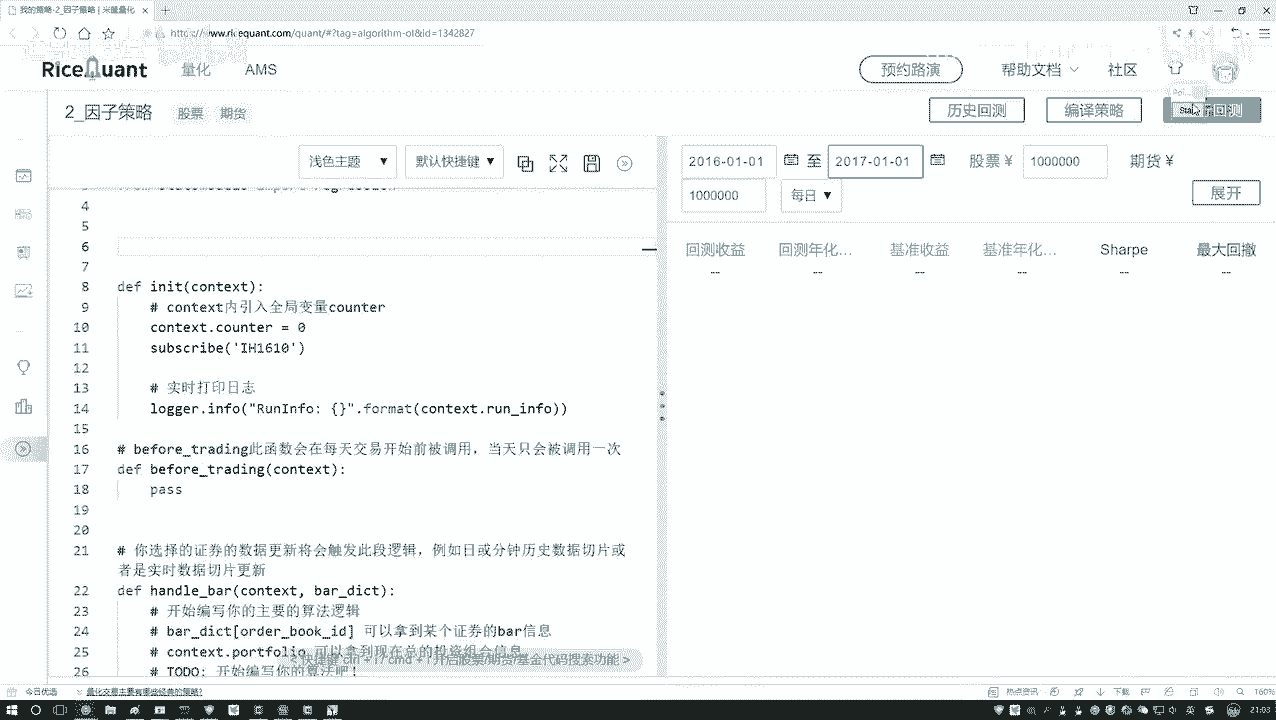 我的策略-2_因子策略 | 米筐量化
www.ricequant.com/quant/#?tag=algorithm-ol&id=1342827
RiceQuant 量化 AMS 预约路演 帮助文档 社区
2_因子策略 股票 期货 历史回测 编译策略 回测
浅色主题 默认快捷键
2016-01-01 至 2017-01-01 股票 ¥ 1000000 期货 ¥
1000000 每日 展开
回测收益 回测年化... 基准收益 基准年化... Sharpe 最大回撤
-- -- -- -- -- --
4
5
6
7
8 def init(context):
9 # context内引入全局变量counter
10 context.counter = 0
11 subscribe('IH1610')
12
13 # 实时打印日志
14 logger.info("RunInfo: {}".format(context.run_info))
15
16 # before_trading此函数会在每天交易开始前被调用，当天只会被调用一次
17 def before_trading(context):
18 pass
19
20
21 # 你选择的证券的数据更新将会触发此段逻辑，例如日或分钟历史数据切片或
者是实时数据切片更新
22 def handle_bar(context, bar_dict):
23 # 开始编写你的主要的算法逻辑
24 # bar_dict[order_book_id] 可以拿到某个证券的bar信息
25 # context.portfolio 可以拿到现在总的投资组合信息
26 # TODO: 开始编写你的算法吧！
开启股票/期货/基金代码搜索功能 >
今日优选 量化交易主要有哪些经典的策略? 热点资讯 下载 160%
21:03